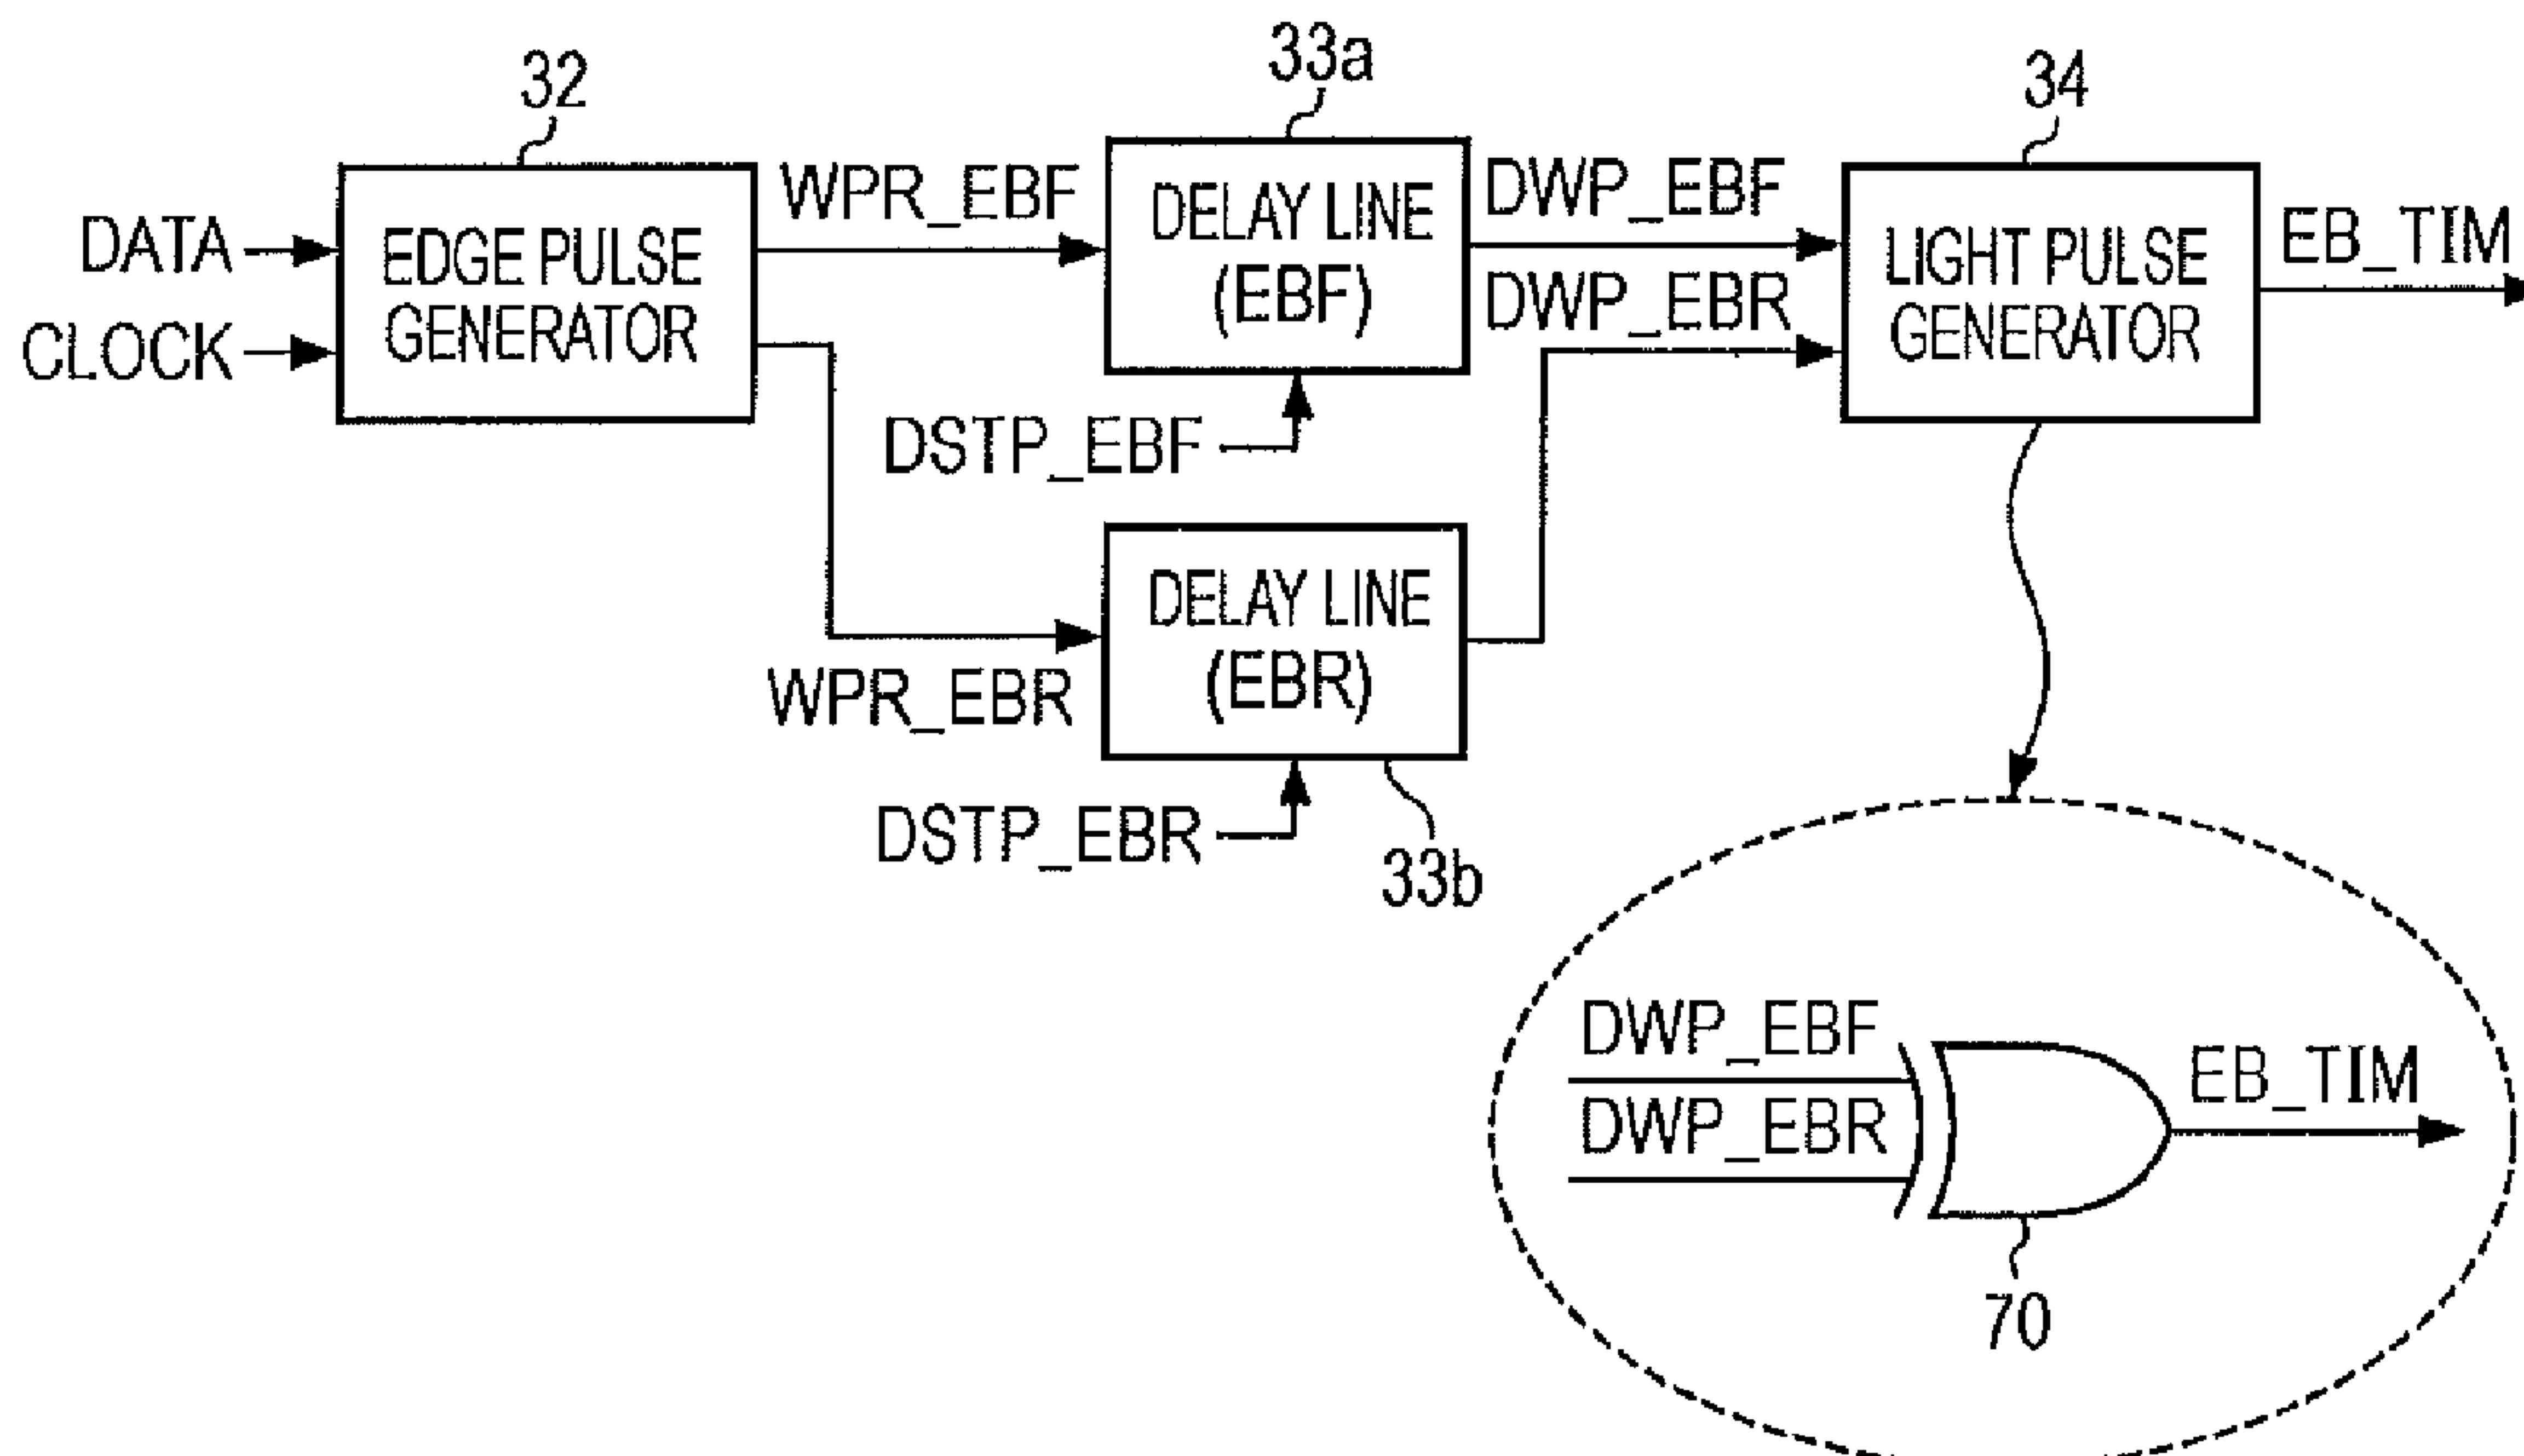 32
33a
34
DATA
CLOCK
EDGE PULSE
GENERATOR
WPR_EBF
DELAY LINE
(EBF)
DWP_EBF
DWP_EBR
LIGHT PULSE
GENERATOR
EB_TIM
DSTP_EBF
WPR_EBR
DELAY LINE
(EBR)
DSTP_EBR
33b
DWP_EBF
DWP_EBR
EB_TIM
70